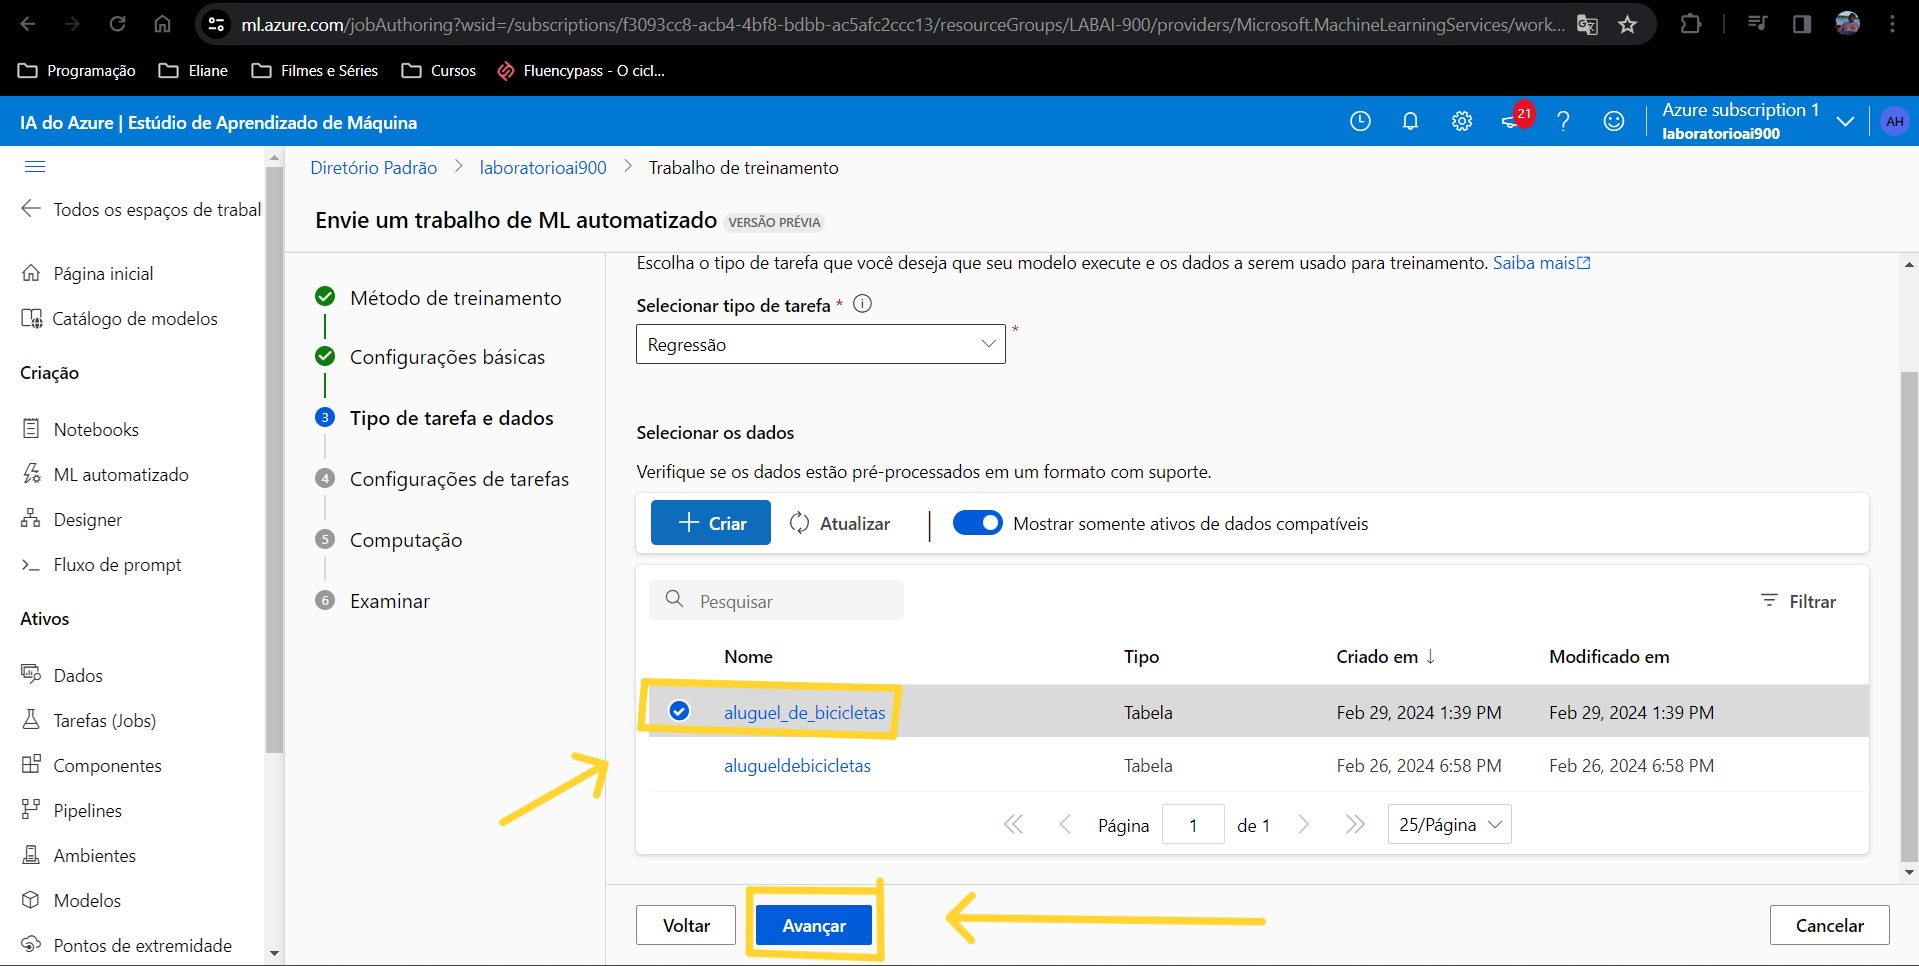 ml.azure.com/jobAuthoring?wsid=/subscriptions/f3093cc8-acb4-4bf8-bdbb-ac5afc2ccc13/resourceGroups/LABAI-900/providers/Microsoft.MachineLearningServices/work...
Programação Eliane Filmes e Séries Cursos Fluencypass - O cicl...
IA do Azure | Estúdio de Aprendizado de Máquina
21
Azure subscription 1
laboratorioai900
AH
Diretório Padrão > laboratorioai900 > Trabalho de treinamento
Todos os espaços de trabal
Página inicial
Catálogo de modelos
Criação
Notebooks
ML automatizado
Designer
Fluxo de prompt
Ativos
Dados
Tarefas (Jobs)
Componentes
Pipelines
Ambientes
Modelos
Pontos de extremidade
Envie um trabalho de ML automatizado VERSÃO PRÉVIA
Método de treinamento
Configurações básicas
3 Tipo de tarefa e dados
4 Configurações de tarefas
5 Computação
6 Examinar
Escolha o tipo de tarefa que você deseja que seu modelo execute e os dados a serem usado para treinamento. Saiba mais
Selecionar tipo de tarefa *
Regressão *
Selecionar os dados
Verifique se os dados estão pré-processados em um formato com suporte.
+ Criar Atualizar | Mostrar somente ativos de dados compatíveis
Pesquisar Filtrar
Nome Tipo Criado em ↓ Modificado em
aluguel_de_bicicletas Tabela Feb 29, 2024 1:39 PM Feb 29, 2024 1:39 PM
alugueldebicicletas Tabela Feb 26, 2024 6:58 PM Feb 26, 2024 6:58 PM
Página 1 de 1 25/Página
Voltar Avançar Cancelar